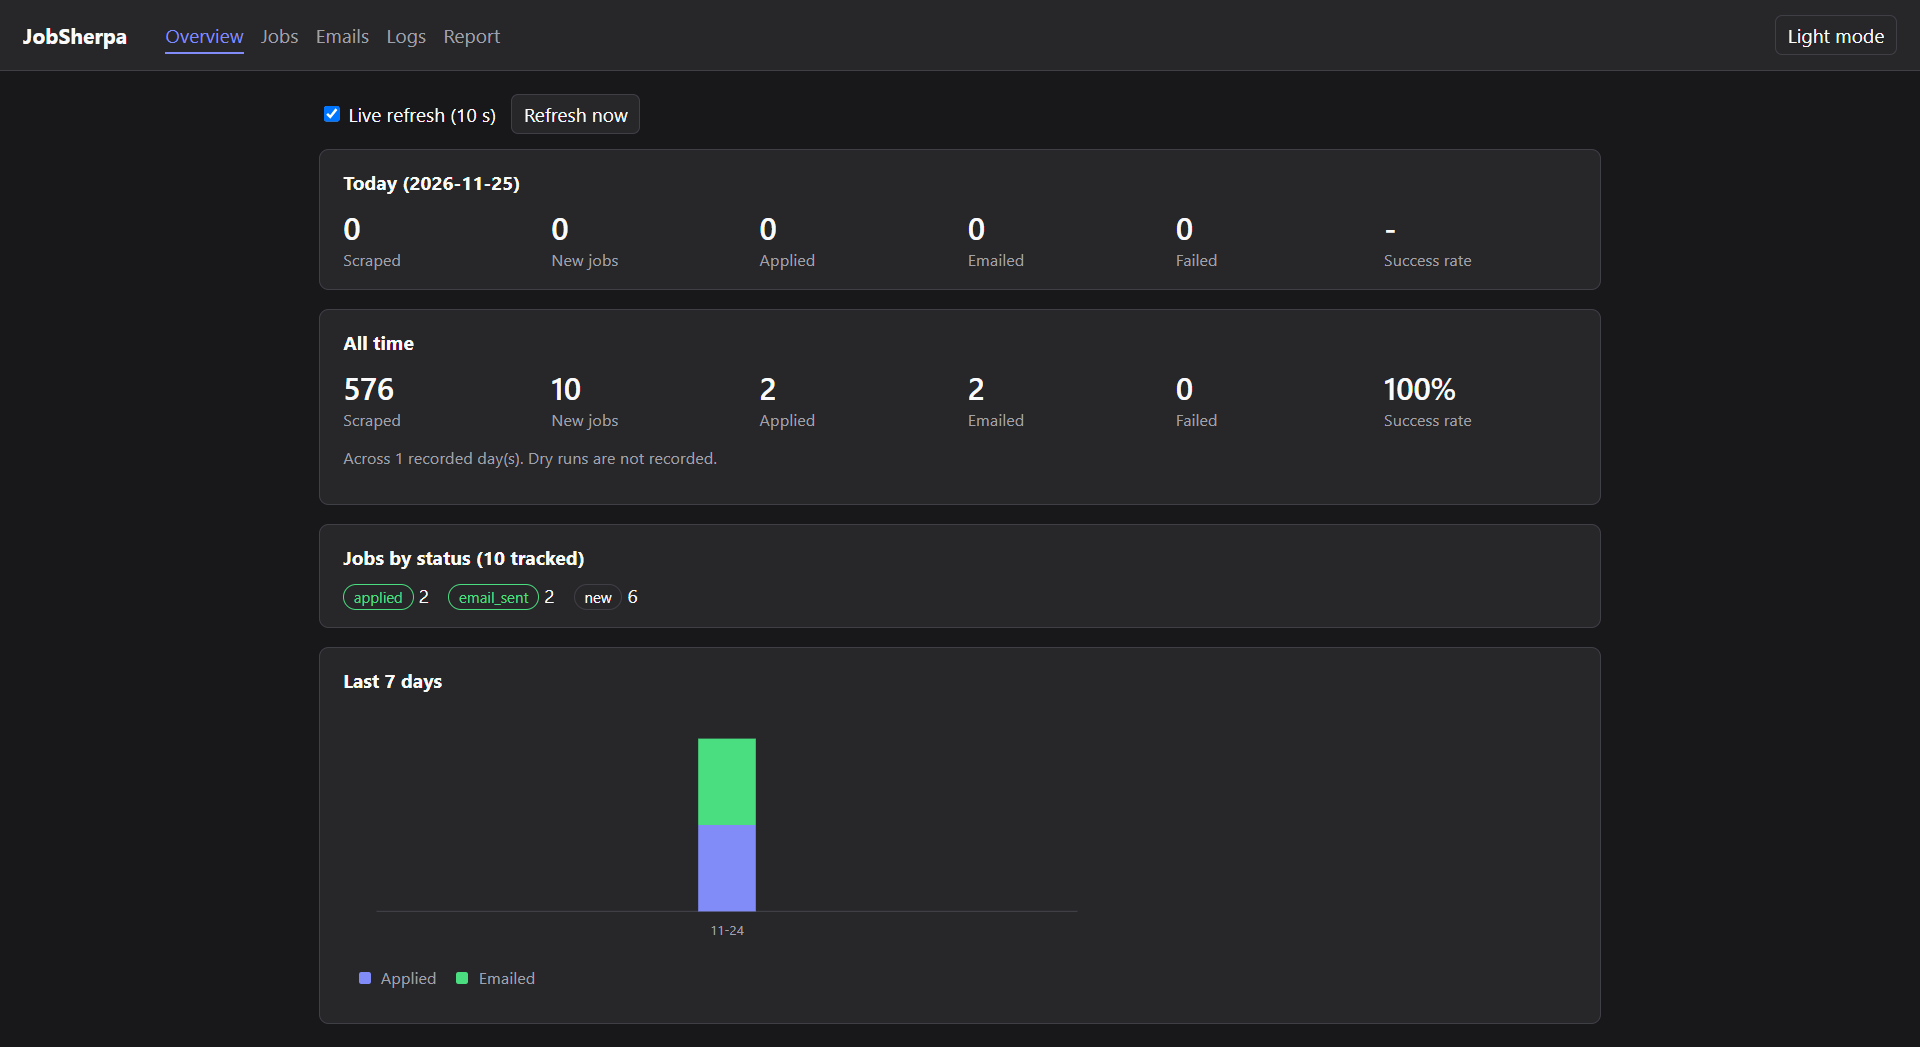 JobSherpa Overview Jobs Emails Logs Report Light mode
Live refresh (10 s) Refresh now
Today (2026-11-25)
0 0 0 0 0 -
Scraped New jobs Applied Emailed Failed Success rate
All time
576 10 2 2 0 100%
Scraped New jobs Applied Emailed Failed Success rate
Across 1 recorded day(s). Dry runs are not recorded.
Jobs by status (10 tracked)
applied 2 email_sent 2 new 6
Last 7 days
11-24
Applied Emailed